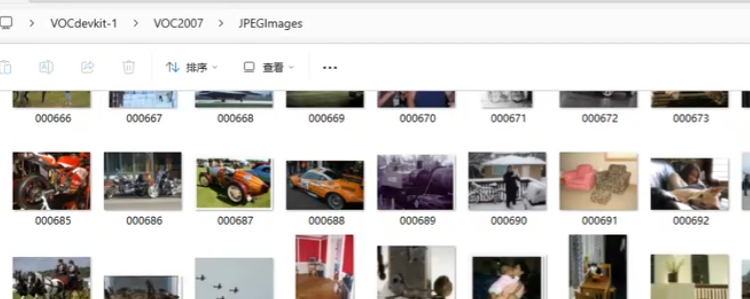 VOCdevkit-1 > VOC2007 > JPEGImages
排序 查看 ...
000666 000667 000668 000669 000670 000671 000672 000673
000685 000686 000687 000688 000689 000690 000691 000692